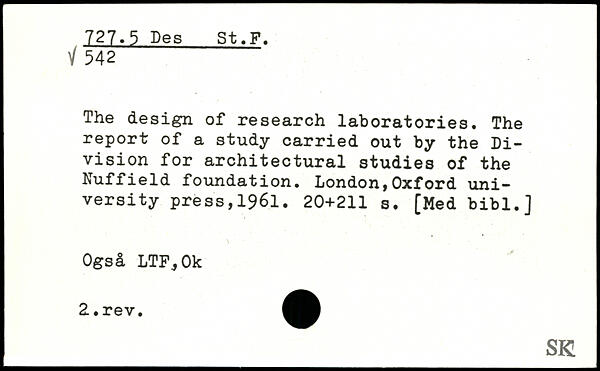 727.5 Des St.F.
√ 542
The design of research laboratories. The
report of a study carried out by the Di-
vision for architectural studies of the
Nuffield foundation. London,Oxford uni-
versity press,1961. 20+211 s. [Med bibl.]
Også LTF,Ok
2.rev.
SK